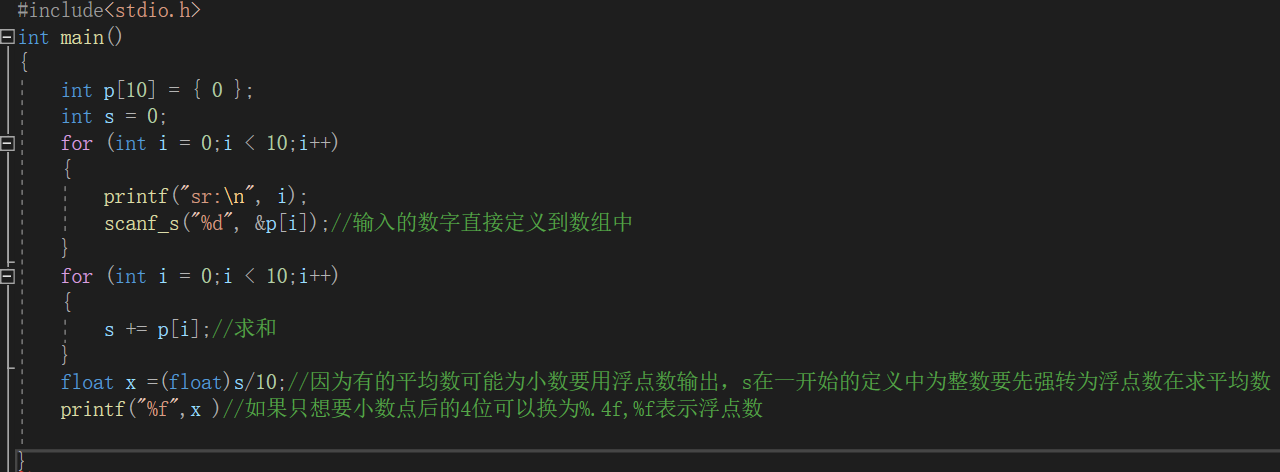 #include<stdio.h>
int main()
{
int p[10] = { 0 };
int s = 0;
for (int i = 0;i < 10;i++)
{
printf("sr:\n", i);
scanf_s("%d", &p[i]);//输入的数字直接定义到数组中
}
for (int i = 0;i < 10;i++)
{
s += p[i];//求和
}
float x =(float)s/10;//因为有的平均数可能为小数要用浮点数输出，s在一开始的定义中为整数要先强转为浮点数在求平均数
printf("%f",x )//如果只想要小数点后的4位可以换为%.4f,%f表示浮点数
}